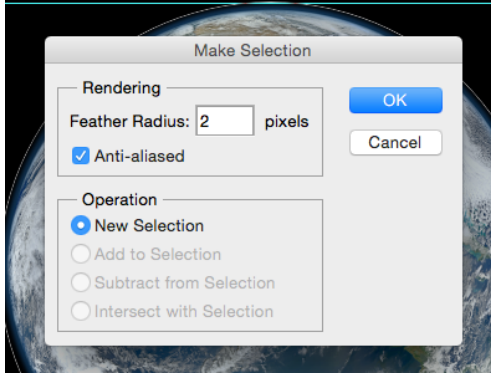 Make Selection
Rendering
Feather Radius: 2 pixels
Anti-aliased
OK
Cancel
Operation
New Selection
Add to Selection
Subtract from Selection
Intersect with Selection